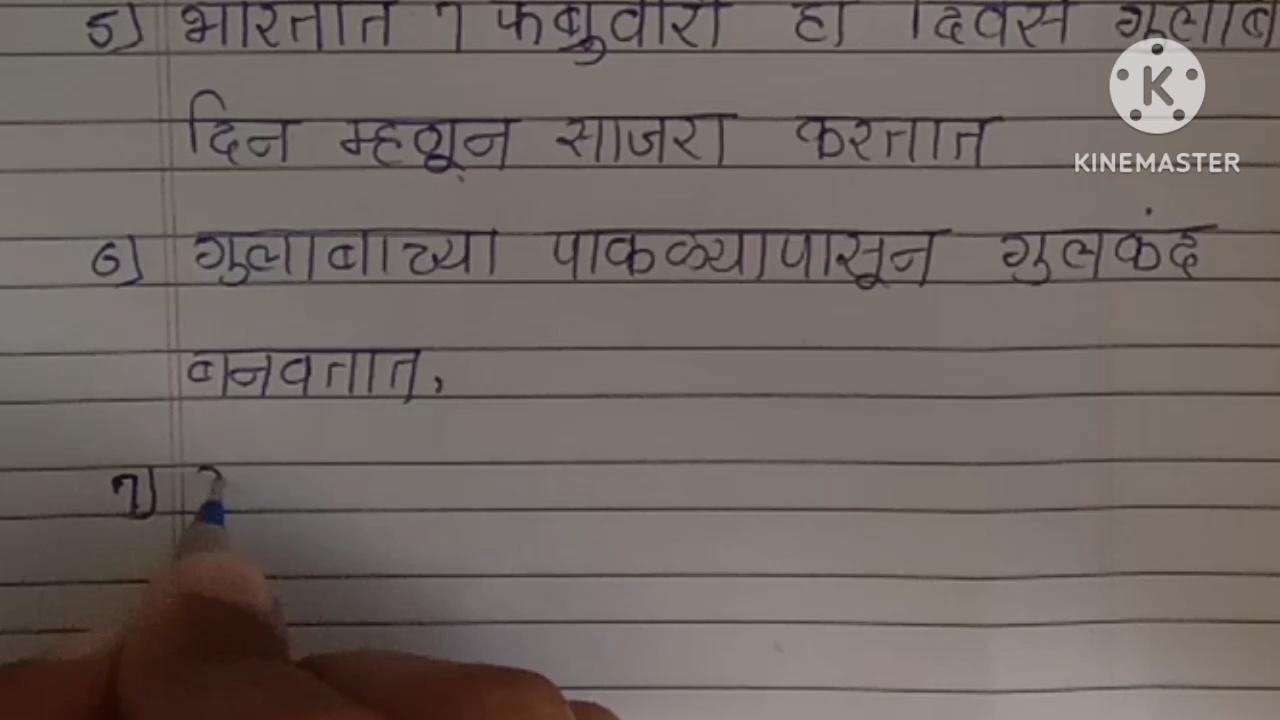 5) भारतात 7 फेब्रुवारी हा दिवस गुलाब
दिन म्हणून साजरा करतात
K
KINEMASTER
6) गुलाबाच्या पाकळ्यापासून गुलकंद
बनवतात,
7)